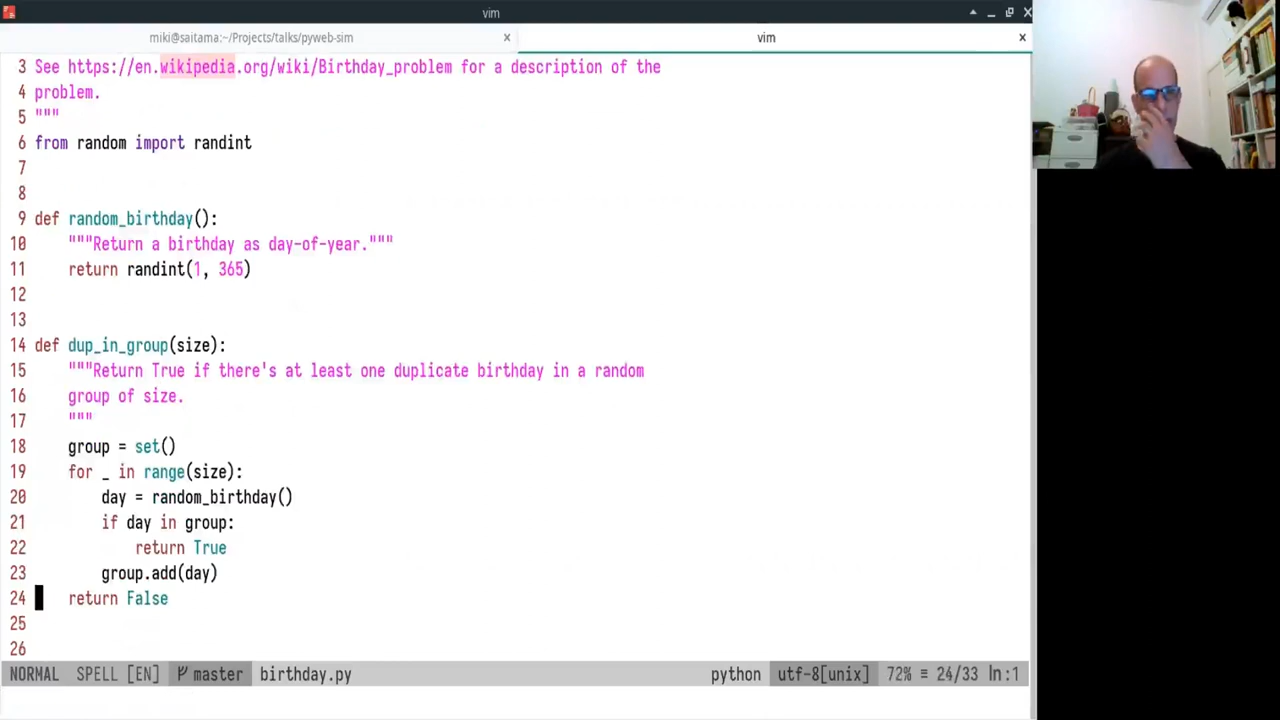 vim
miki@saitama:~/Projects/talks/pyweb-sim × vim ×
3 See https://en.wikipedia.org/wiki/Birthday_problem for a description of the
4 problem.
5 """
6 from random import randint
7
8
9 def random_birthday():
10     """Return a birthday as day-of-year."""
11     return randint(1, 365)
12
13
14 def dup_in_group(size):
15     """Return True if there's at least one duplicate birthday in a random
16     group of size.
17     """
18     group = set()
19     for _ in range(size):
20         day = random_birthday()
21         if day in group:
22             return True
23         group.add(day)
24     return False
25
26
NORMAL SPELL [EN] master birthday.py python utf-8[unix] 72% ≡ 24/33 ln:1